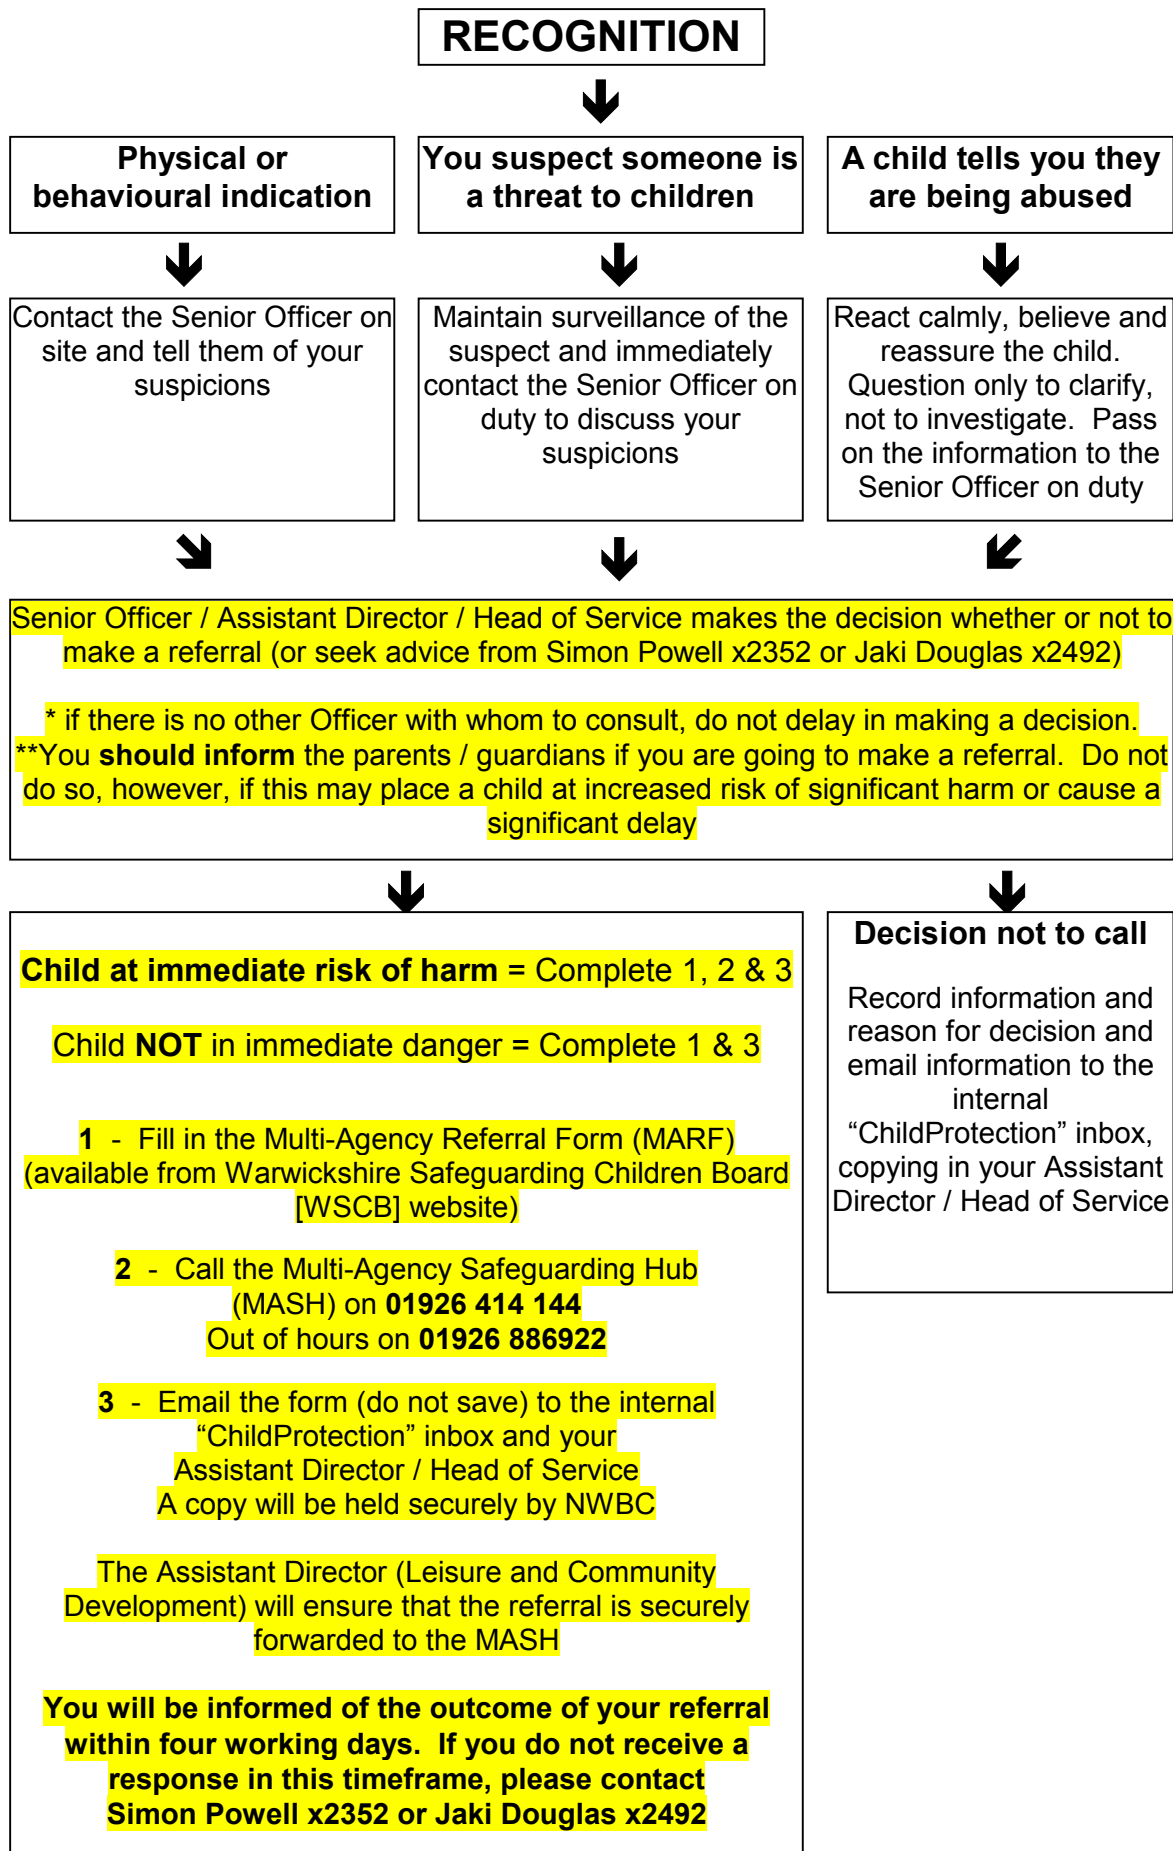 RECOGNITION
Physical or
behavioural indication
You suspect someone is
a threat to children
A child tells you they
are being abused
Contact the Senior Officer on
site and tell them of your
suspicions
Maintain surveillance of the
suspect and immediately
contact the Senior Officer on
duty to discuss your
suspicions
React calmly, believe and
reassure the child.
Question only to clarify,
not to investigate.  Pass
on the information to the
Senior Officer on duty
Senior Officer / Assistant Director / Head of Service makes the decision whether or not to
make a referral (or seek advice from Simon Powell x2352 or Jaki Douglas x2492)
* if there is no other Officer with whom to consult, do not delay in making a decision.
**You should inform the parents / guardians if you are going to make a referral.  Do not
do so, however, if this may place a child at increased risk of significant harm or cause a
significant delay
Child at immediate risk of harm = Complete 1, 2 & 3
Child NOT in immediate danger = Complete 1 & 3
1  -  Fill in the Multi-Agency Referral Form (MARF)
(available from Warwickshire Safeguarding Children Board
[WSCB] website)
2  -  Call the Multi-Agency Safeguarding Hub
(MASH) on 01926 414 144
Out of hours on 01926 886922
3  -  Email the form (do not save) to the internal
“ChildProtection” inbox and your
Assistant Director / Head of Service
A copy will be held securely by NWBC
The Assistant Director (Leisure and Community
Development) will ensure that the referral is securely
forwarded to the MASH
You will be informed of the outcome of your referral
within four working days.  If you do not receive a
response in this timeframe, please contact
Simon Powell x2352 or Jaki Douglas x2492
Decision not to call
Record information and
reason for decision and
email information to the
internal
“ChildProtection” inbox,
copying in your Assistant
Director / Head of Service